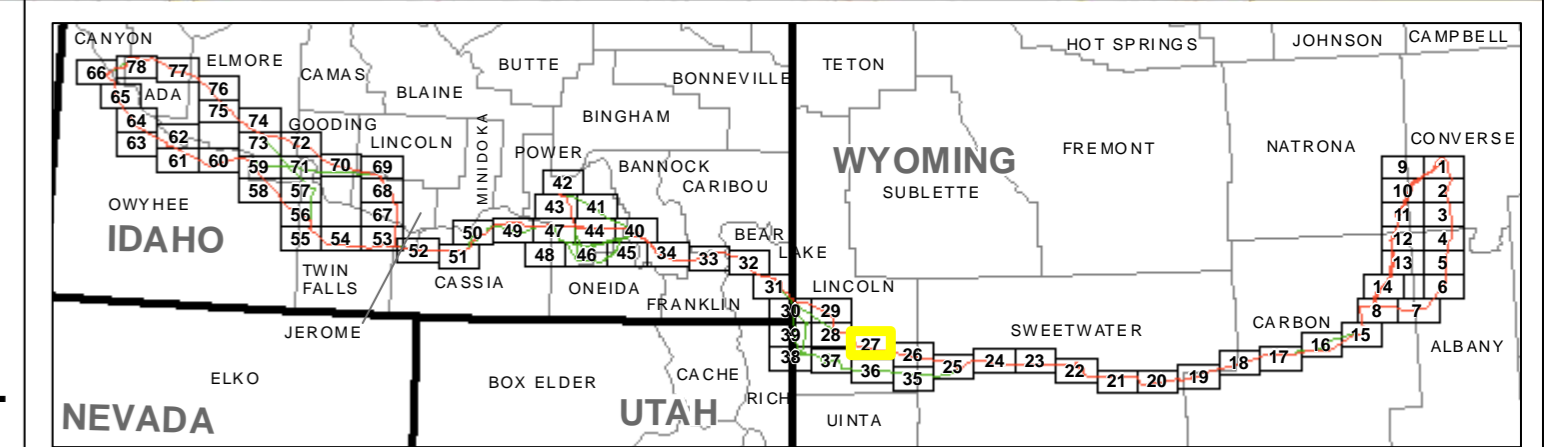 CANYON
HOT SPRINGS
JOHNSON
CAMPBELL
66 78 77
ELMORE
CAMAS
BUTTE
BONNEVILLE
TETON
65 ADA 76
BLAINE
64 75
63 62 74
GOODING
LINCOLN
MINIDOKA
BINGHAM
61 60 73 72
59 71 70 69
58 57 68
OWYHEE
IDAHO
56 67
55 54 53
POWER
BANNOCK
CARIBOU
WYOMING
SUBLETTE
FREMONT
NATRONA
CONVERSE
42
43 41
50 49 47 44 40
52 51 48 46 45 34 33 32
BEAR LAKE
TWIN FALLS
CASSIA
ONEIDA
FRANKLIN
JEROME
31
LINCOLN
30 29
39 28 27 26
38 37 36 35 25 24 23 22 21 20 19 18 17 16 15
SWEETWATER
CARBON
ALBANY
9 1
10 2
11 3
12 4
13 5
14 6
8 7
ELKO
BOX ELDER
CACHE
RICH
UINTA
NEVADA
UTAH